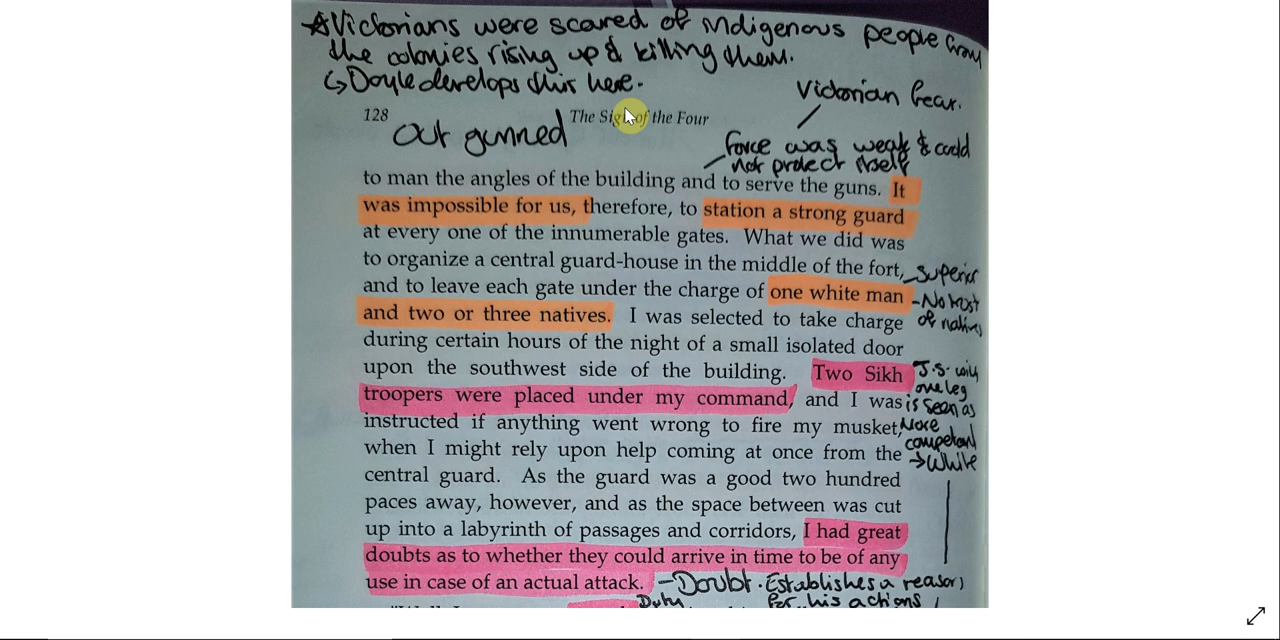 *Victorians were scared of indigenous people from
the colonies rising up & killing them.
↳ Doyle develops this here.
Victorian fear.
128 The Sign of the Four
Out gunned
Force was weak & could
not protect itself
to man the angles of the building and to serve the guns. It
was impossible for us, therefore, to station a strong guard
at every one of the innumerable gates. What we did was
to organize a central guard-house in the middle of the fort,
and to leave each gate under the charge of one white man
and two or three natives. I was selected to take charge
during certain hours of the night of a small isolated door
upon the southwest side of the building. Two Sikh
troopers were placed under my command, and I was
instructed if anything went wrong to fire my musket,
when I might rely upon help coming at once from the
central guard. As the guard was a good two hundred
paces away, however, and as the space between was cut
up into a labyrinth of passages and corridors, I had great
doubts as to whether they could arrive in time to be of any
use in case of an actual attack.
- Superior
- No trust
of natives
J.S. with
one leg
is seen as
more
competent
→ White
- Doubt. Establishes a reason
for his actions
Duty